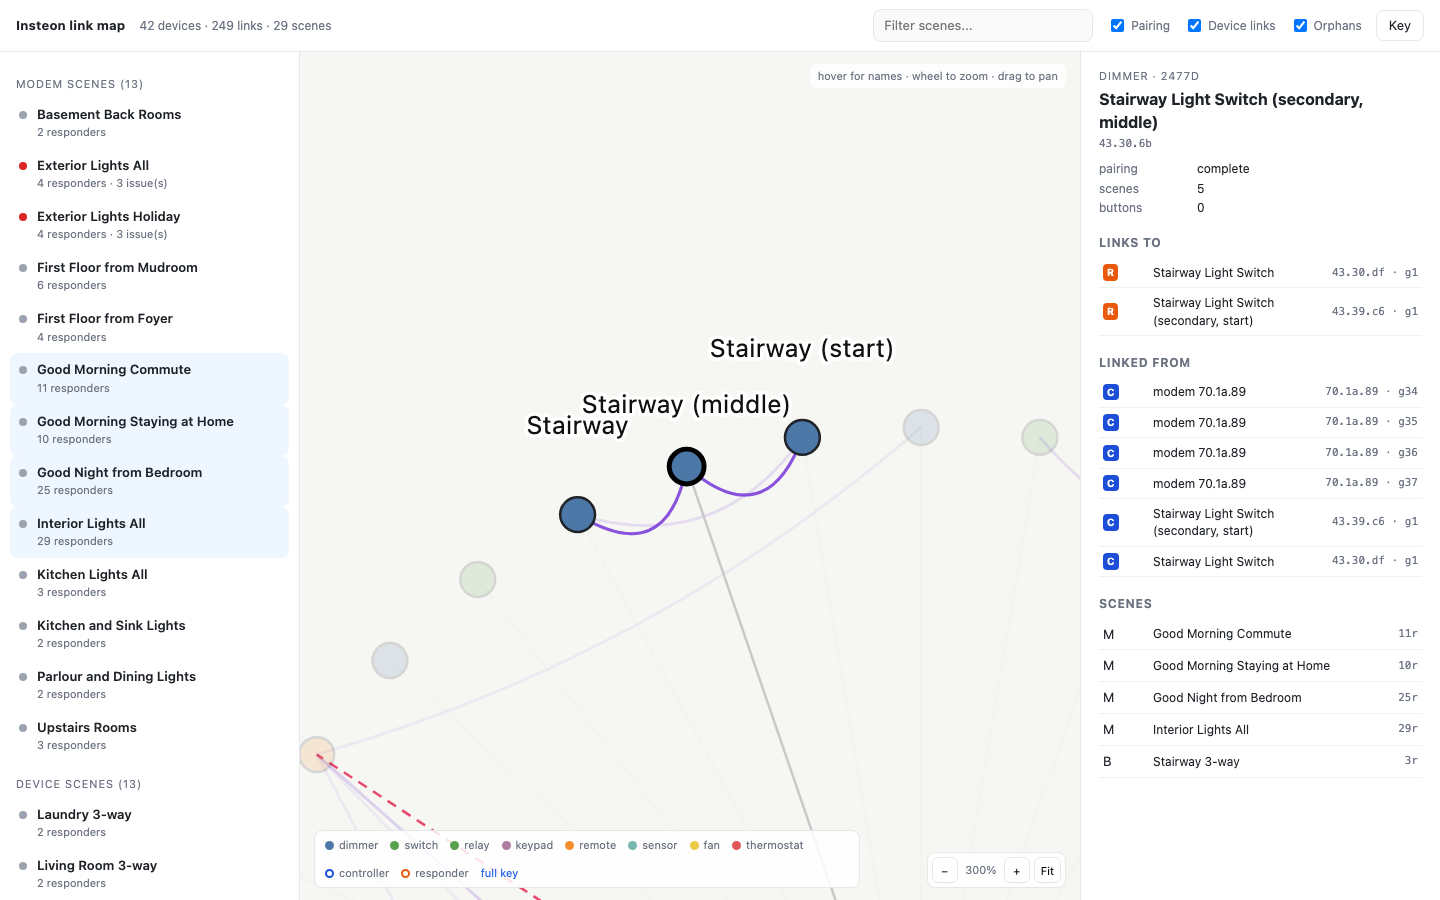 Insteon link map
42 devices · 249 links · 29 scenes
Filter scenes...
Pairing
Device links
Orphans
Key
MODEM SCENES (13)
Basement Back Rooms
2 responders
Exterior Lights All
4 responders · 3 issue(s)
Exterior Lights Holiday
4 responders · 3 issue(s)
First Floor from Mudroom
6 responders
First Floor from Foyer
4 responders
Good Morning Commute
11 responders
Good Morning Staying at Home
10 responders
Good Night from Bedroom
25 responders
Interior Lights All
29 responders
Kitchen Lights All
3 responders
Kitchen and Sink Lights
2 responders
Parlour and Dining Lights
2 responders
Upstairs Rooms
3 responders
DEVICE SCENES (13)
Laundry 3-way
2 responders
Living Room 3-way
2 responders
hover for names · wheel to zoom · drag to pan
Stairway (start)
Stairway (middle)
Stairway
dimmer
switch
relay
keypad
remote
sensor
fan
thermostat
controller
responder
full key
−
300%
+
Fit
DIMMER · 2477D
Stairway Light Switch (secondary,
middle)
43.30.6b
pairing complete
scenes 5
buttons 0
LINKS TO
R Stairway Light Switch 43.30.df · g1
R Stairway Light Switch
(secondary, start) 43.39.c6 · g1
LINKED FROM
C modem 70.1a.89 70.1a.89 · g34
C modem 70.1a.89 70.1a.89 · g35
C modem 70.1a.89 70.1a.89 · g36
C modem 70.1a.89 70.1a.89 · g37
C Stairway Light Switch
(secondary, start) 43.39.c6 · g1
C Stairway Light Switch 43.30.df · g1
SCENES
M Good Morning Commute 11r
M Good Morning Staying at Home 10r
M Good Night from Bedroom 25r
M Interior Lights All 29r
B Stairway 3-way 3r